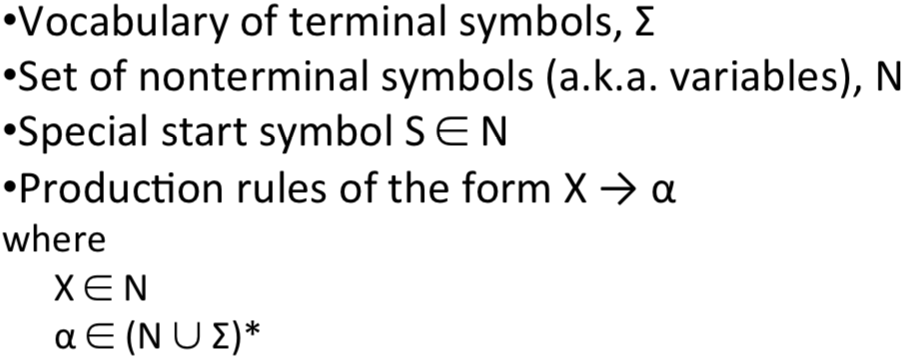 •Vocabulary of terminal symbols, Σ
•Set of nonterminal symbols (a.k.a. variables), N
•Special start symbol S ∈ N
•Production rules of the form X → α
where
X ∈ N
α ∈ (N ∪ Σ)*